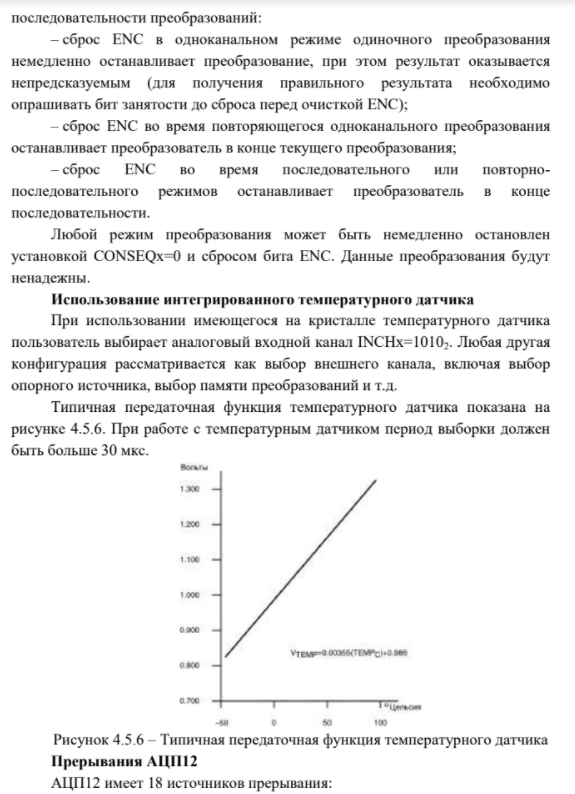 последовательности преобразований:
– сброс ENC в одноканальном режиме одиночного преобразования
немедленно останавливает преобразование, при этом результат оказывается
непредсказуемым (для получения правильного результата необходимо
опрашивать бит занятости до сброса перед очисткой ENC);
– сброс ENC во время повторяющегося одноканального преобразования
останавливает преобразователь в конце текущего преобразования;
– сброс ENC во время последовательного или повторно-
последовательного режимов останавливает преобразователь в конце
последовательности.
Любой режим преобразования может быть немедленно остановлен
установкой CONSEQx=0 и сбросом бита ENC. Данные преобразования будут
ненадежны.
Использование интегрированного температурного датчика
При использовании имеющегося на кристалле температурного датчика
пользователь выбирает аналоговый входной канал INCHx=1010₂. Любая другая
конфигурация рассматривается как выбор внешнего канала, включая выбор
опорного источника, выбор памяти преобразований и т.д.
Типичная передаточная функция температурного датчика показана на
рисунке 4.5.6. При работе с температурным датчиком период выборки должен
быть больше 30 мкс.
Вольты
1.300
1.200
1.100
1.000
0.900
VTEMP=0.00355(TEMPC)+0.986
0.800
0.700
°Цельсия
-50 0 50 100
Рисунок 4.5.6 – Типичная передаточная функция температурного датчика
Прерывания АЦП12
АЦП12 имеет 18 источников прерывания: